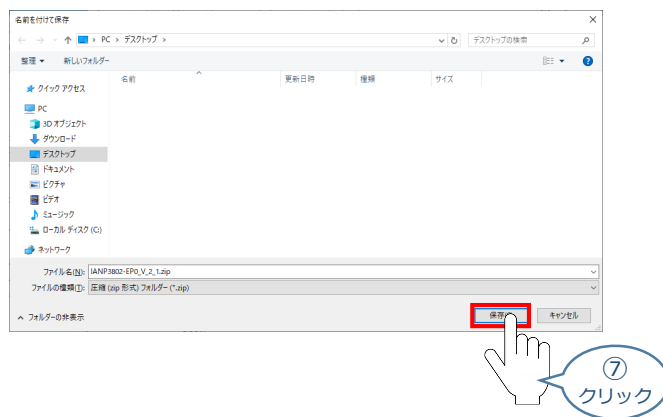 名前を付けて保存
PC › デスクトップ ›
デスクトップの検索
整理 新しいフォルダー
名前 更新日時 種類 サイズ
クイック アクセス
PC
3D オブジェクト
ダウンロード
デスクトップ
ドキュメント
ピクチャ
ビデオ
ミュージック
ローカル ディスク (C:)
ネットワーク
ファイル名(N): IANP3802-EP0_V_2_1.zip
ファイルの種類(T): 圧縮 (zip 形式) フォルダー (*.zip)
フォルダーの非表示
保存 キャンセル
⑦
クリック